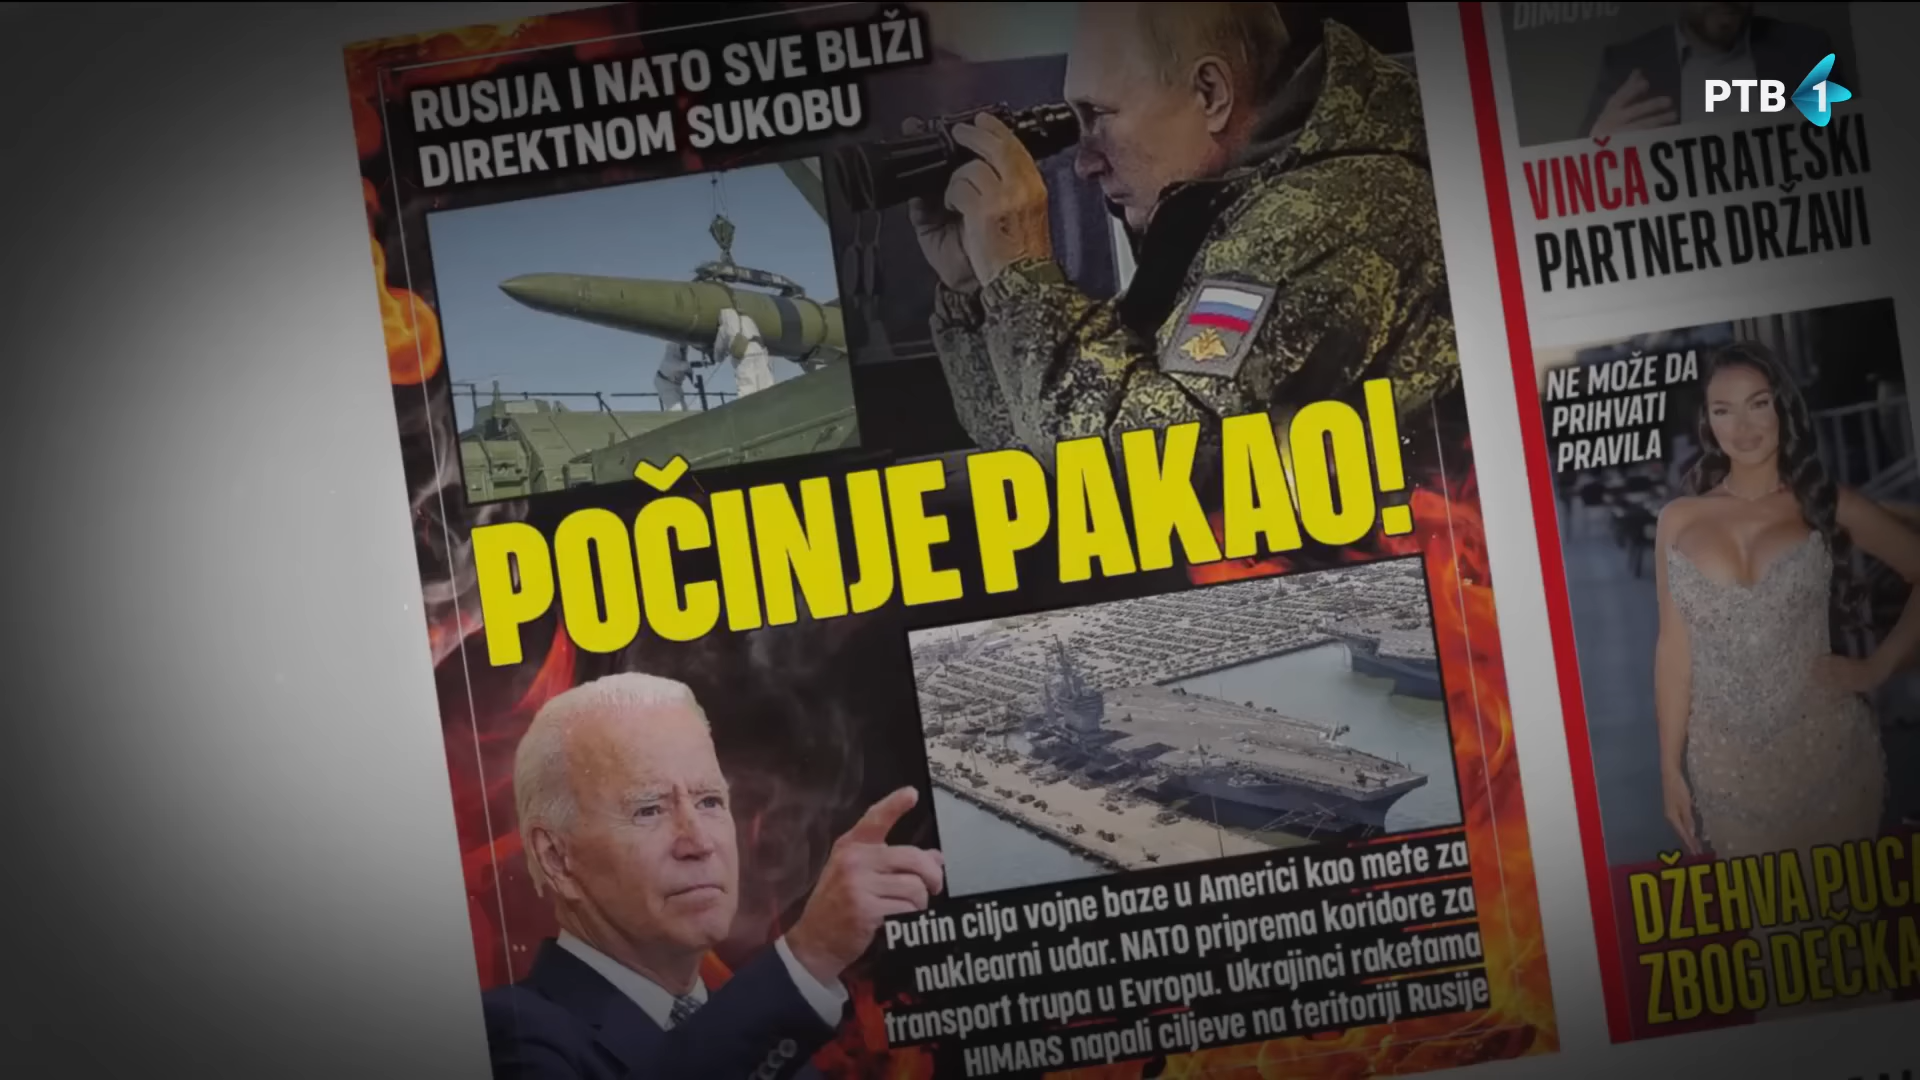 RUSIJA I NATO SVE BLIŽI
DIREKTNOM SUKOBU
POČINJE PAKAO!
Putin cilja vojne baze u Americi kao mete za
nuklearni udar. NATO priprema koridore za
transport trupa u Evropu. Ukrajinci raketama
HIMARS napali ciljeve na teritoriji Rusije
DIMOVIĆ
РТВ 1
VINČA STRATEŠKI
PARTNER DRŽAVI
NE MOŽE DA
PRIHVATI
PRAVILA
DŽEHVA PUCA
ZBOG DEČKA